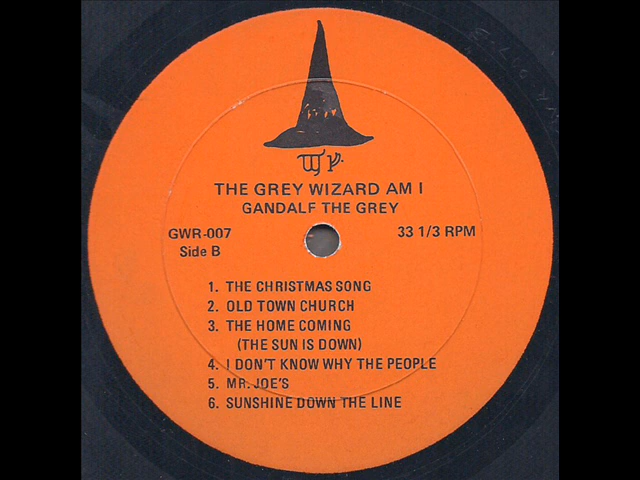 THE GREY WIZARD AM I
GANDALF THE GREY
GWR-007 33 1/3 RPM
Side B
1. THE CHRISTMAS SONG
2. OLD TOWN CHURCH
3. THE HOME COMING
(THE SUN IS DOWN)
4. I DON'T KNOW WHY THE PEOPLE
5. MR. JOE'S
6. SUNSHINE DOWN THE LINE